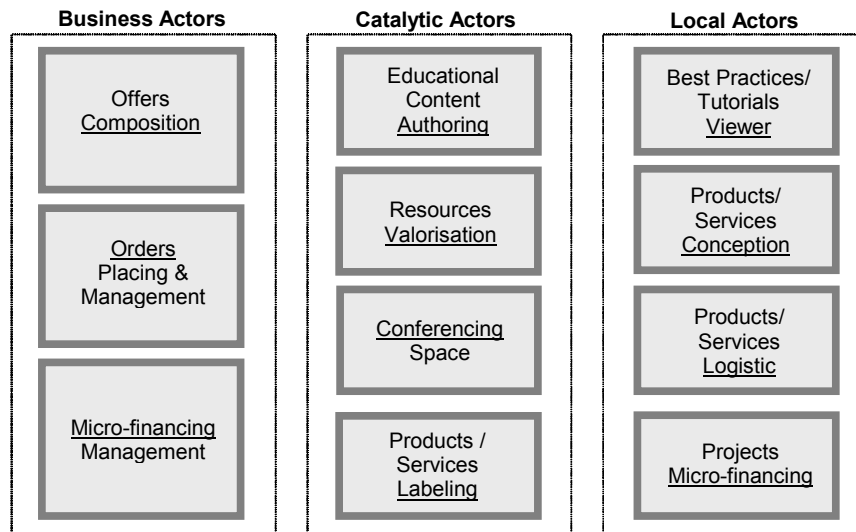 Business Actors
Offers
Composition
Orders
Placing &
Management
Micro-financing
Management
Catalytic Actors
Educational
Content
Authoring
Resources
Valorisation
Conferencing
Space
Products /
Services
Labeling
Local Actors
Best Practices/
Tutorials
Viewer
Products/
Services
Conception
Products/
Services
Logistic
Projects
Micro-financing